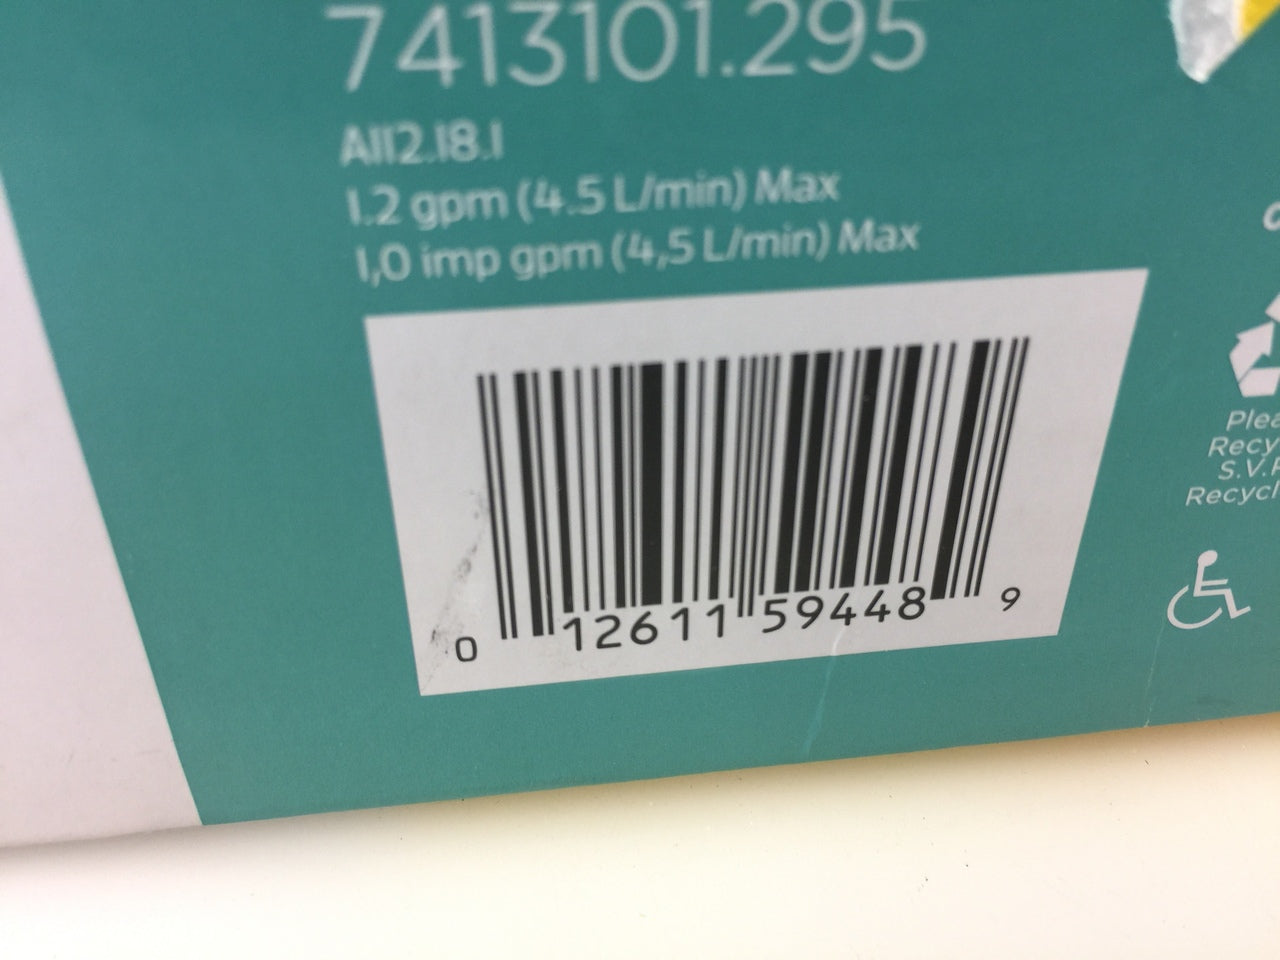 7413101.295
A112.18.1
1.2 gpm (4.5 L/min) Max
1,0 imp gpm (4,5 L/min) Max
0 12611 59448 9
S.V.